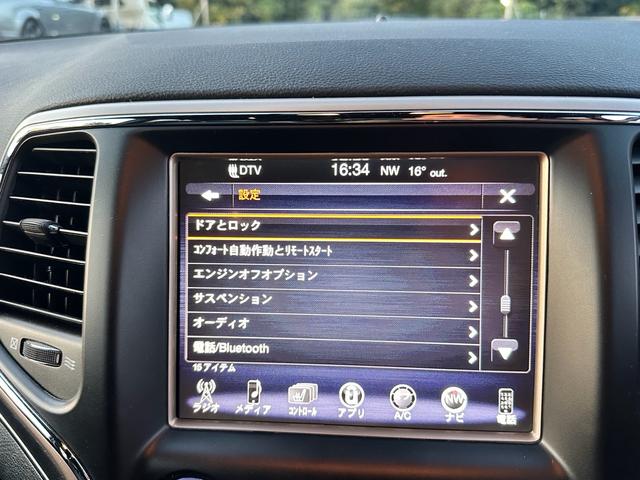 DTV 16:34 NW 16° out.
設定
ドアとロック
コンフォート自動作動とリモートスタート
エンジンオフオプション
サスペンション
オーディオ
電話/Bluetooth
16アイテム
NW
ラジオ メディア コントロール アプリ A/C ナビ 電話